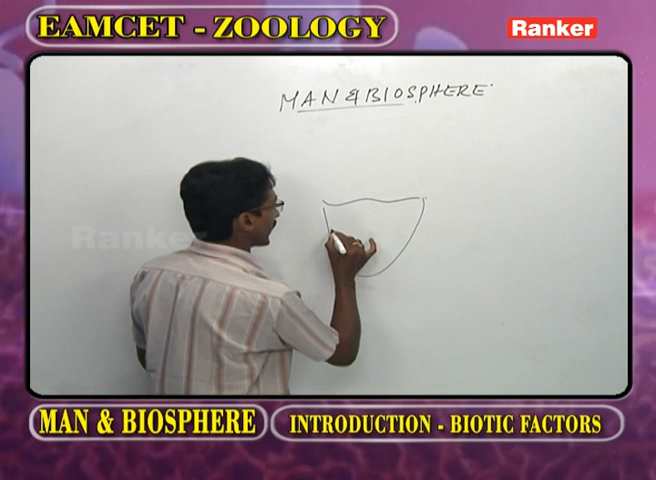 EAMCET - ZOOLOGY
Ranker
MAN & BIOSPHERE
Ranker
MAN & BIOSPHERE
INTRODUCTION - BIOTIC FACTORS